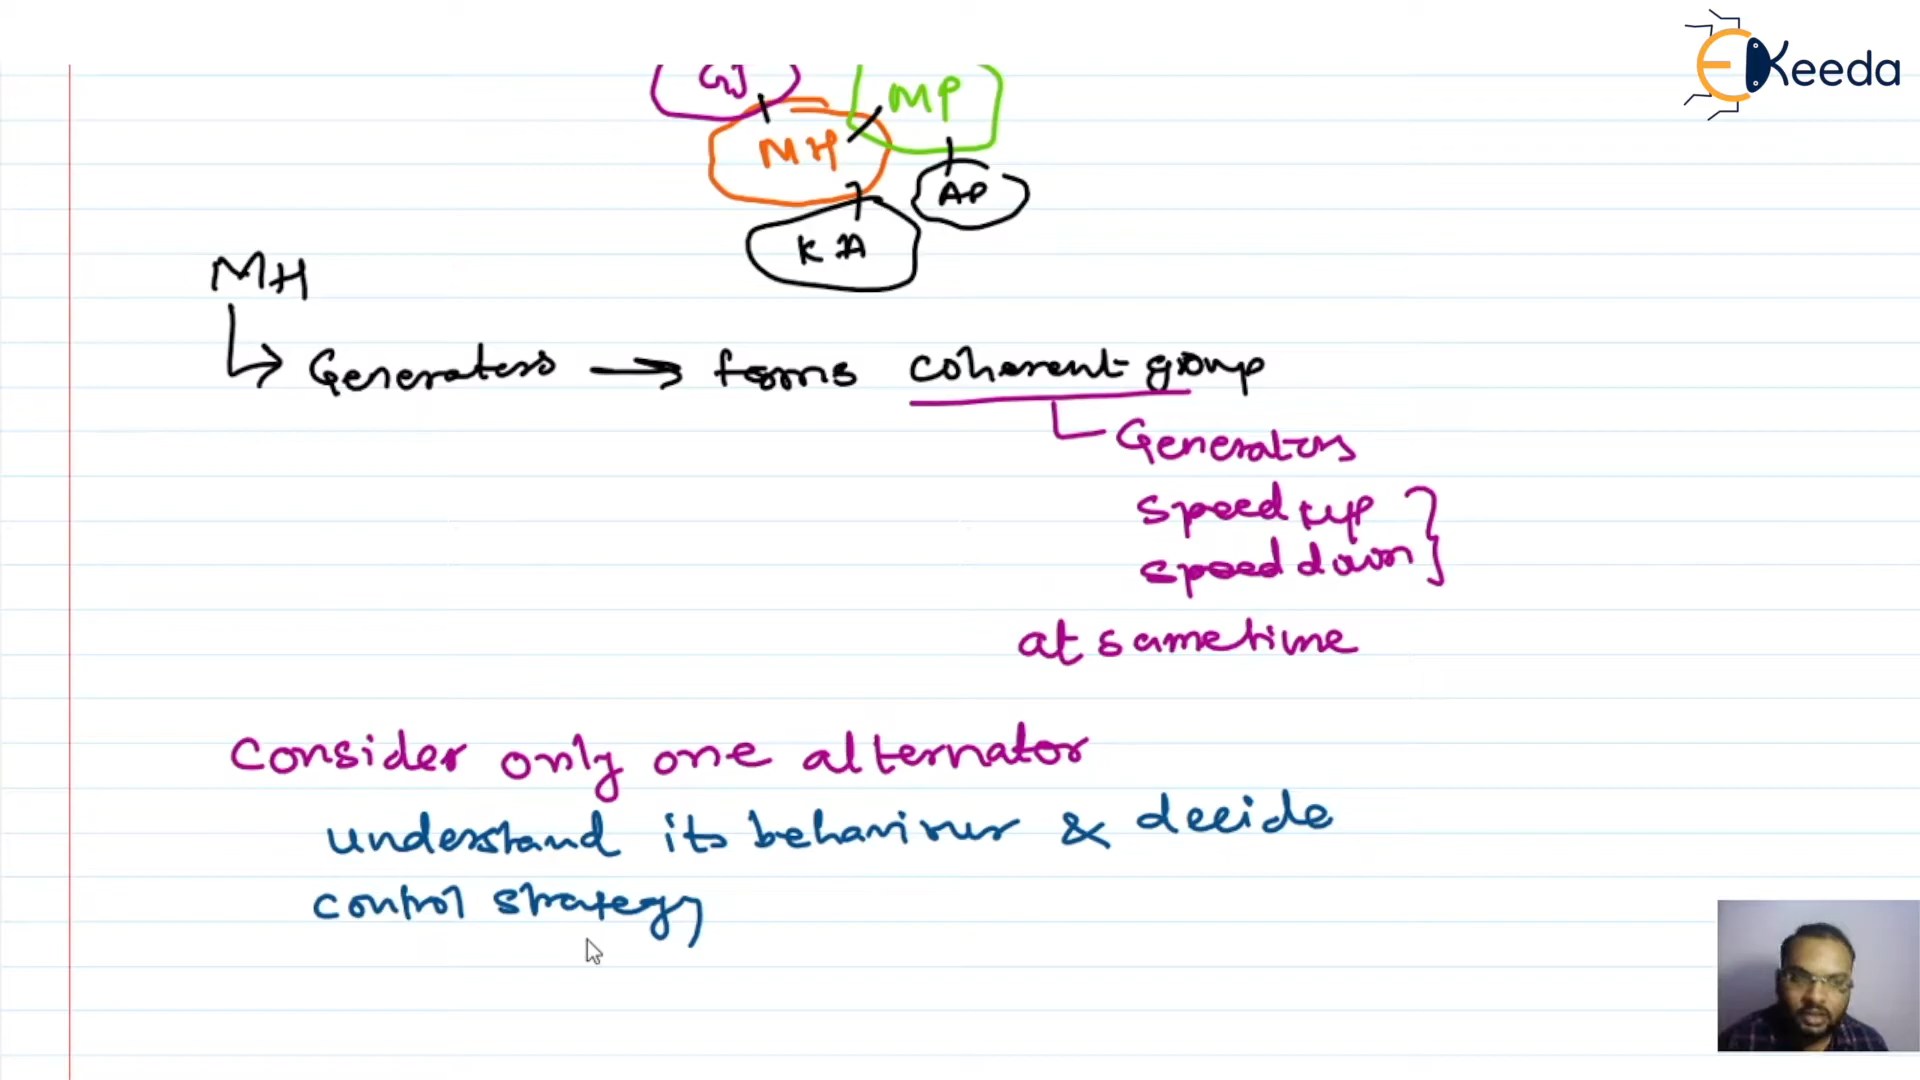 GJ
MP
Keeda
MH
AP
KA
MH
Generators → forms coherent group
Generators
speed up
speed down
at same time
Consider only one alternator
understand its behaviour & decide
control strategy